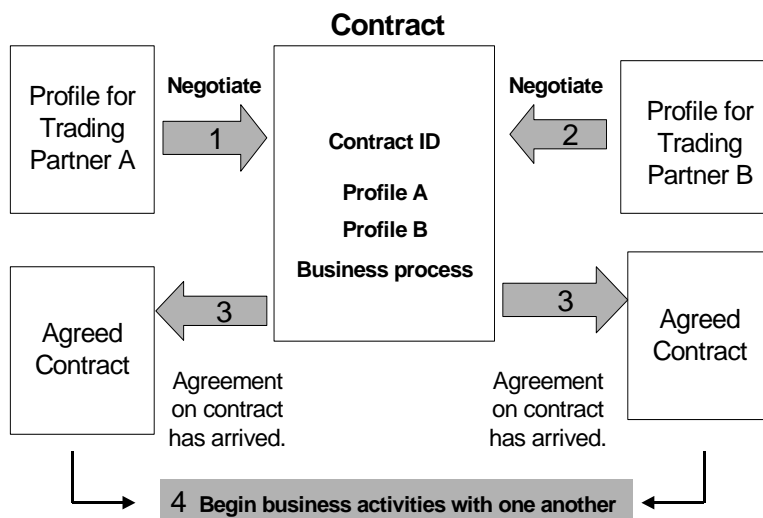 Contract
Profile for
Trading
Partner A
Negotiate
1
Contract ID
Profile A
Profile B
Business process
Negotiate
2
Profile for
Trading
Partner B
Agreed
Contract
3
Agreement
on contract
has arrived.
3
Agreement
on contract
has arrived.
Agreed
Contract
4 Begin business activities with one another